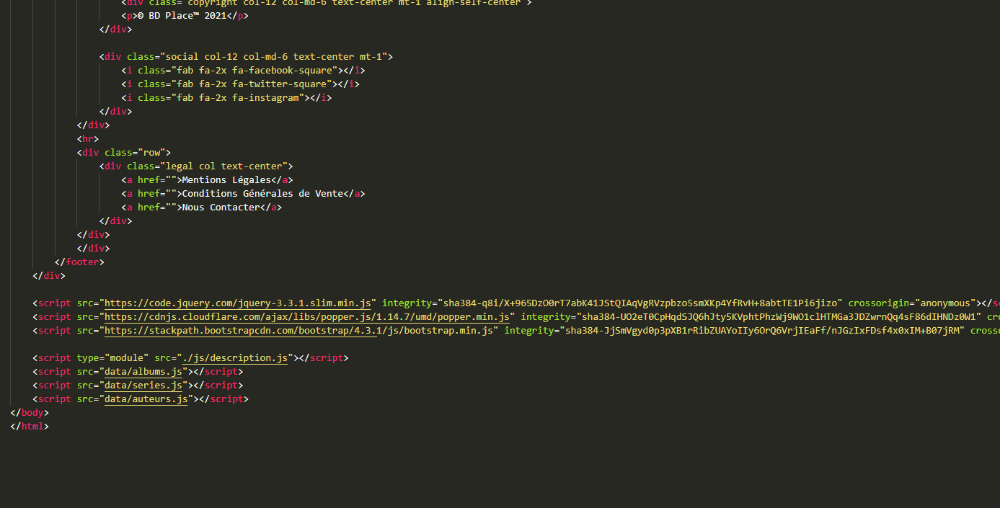 <div class="copyright col-12 col-md-6 text-center mt-1 align-self-center">
<p>© BD Place™ 2021</p>
</div>
<div class="social col-12 col-md-6 text-center mt-1">
<i class="fab fa-2x fa-facebook-square"></i>
<i class="fab fa-2x fa-twitter-square"></i>
<i class="fab fa-2x fa-instagram"></i>
</div>
</div>
<hr>
<div class="row">
<div class="legal col text-center">
<a href="">Mentions Légales</a>
<a href="">Conditions Générales de Vente</a>
<a href="">Nous Contacter</a>
</div>
</div>
</div>
</footer>
</div>
<script src="https://code.jquery.com/jquery-3.3.1.slim.min.js" integrity="sha384-q8i/X+965DzO0rT7abK41JStQIAqVgRVzpbzo5smXKp4YfRvH+8abtTE1Pi6jizo" crossorigin="anonymous"></s
<script src="https://cdnjs.cloudflare.com/ajax/libs/popper.js/1.14.7/umd/popper.min.js" integrity="sha384-UO2eT0CpHqdSJQ6hJty5KVphtPhzWj9WO1clHTMGa3JDZwrnQq4sF86dIHNDz0W1" cro
<script src="https://stackpath.bootstrapcdn.com/bootstrap/4.3.1/js/bootstrap.min.js" integrity="sha384-JjSmVgyd0p3pXB1rRibZUAYoIIy6OrQ6VrjIEaFf/nJGzIxFDsf4x0xIM+B07jRM" cross
<script type="module" src="./js/description.js"></script>
<script src="data/albums.js"></script>
<script src="data/series.js"></script>
<script src="data/auteurs.js"></script>
</body>
</html>